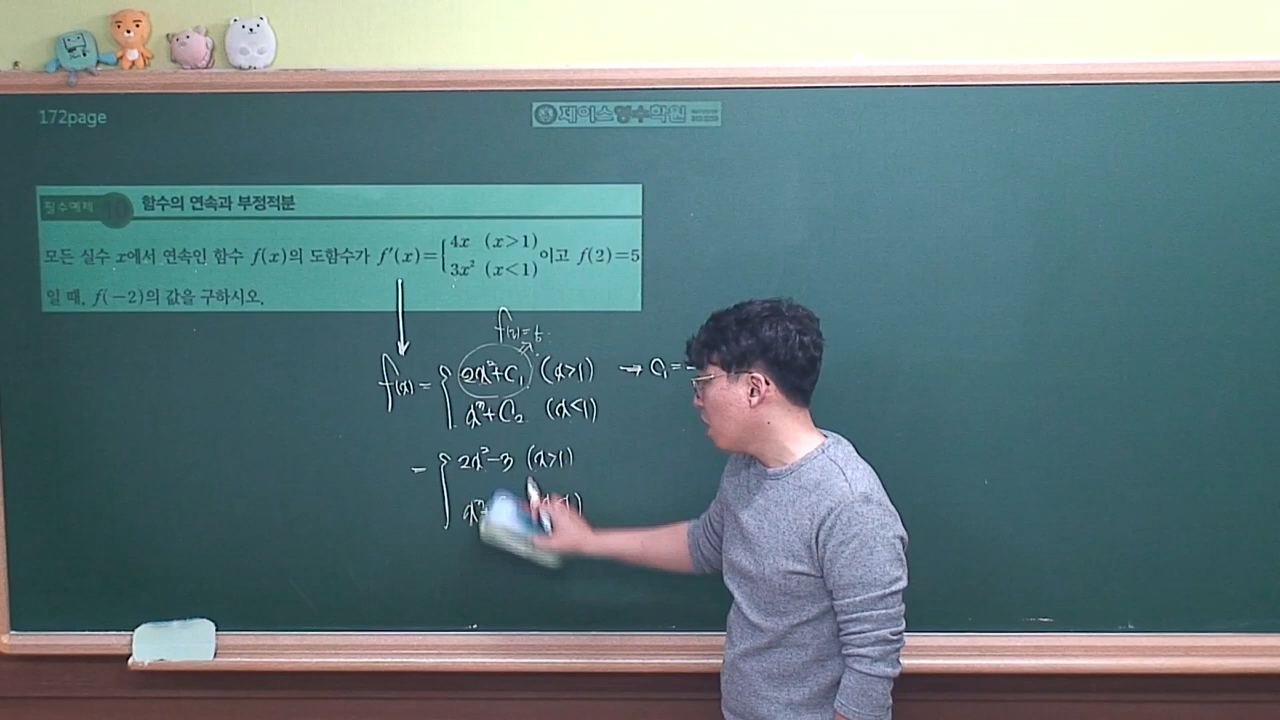 172page
제이스영수학원
필수예제 10 함수의 연속과 부정적분
모든 실수 x에서 연속인 함수 f(x)의 도함수가 f′(x)={4x (x>1) 3x² (x<1) 이고 f(2)=5
일 때, f(−2)의 값을 구하시오.
f(2)=5
f(x) = { 2x²+C₁ (x>1) → C₁=-
x³+C₂ (x<1)
= { 2x²-3 (x>1)